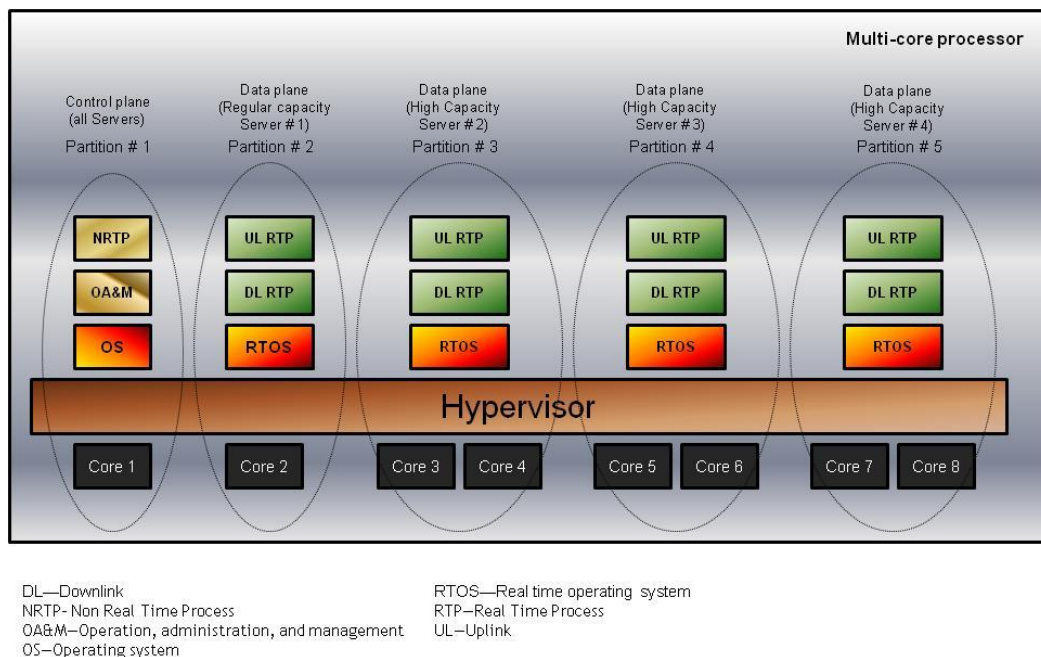 Multi-core processor
Control plane
(all Servers)
Partition # 1
Data plane
(Regular capacity
Server #1)
Partition # 2
Data plane
(High Capacity
Server #2)
Partition # 3
Data plane
(High Capacity
Server #3)
Partition # 4
Data plane
(High Capacity
Server #4)
Partition # 5
NRTP
UL RTP
UL RTP
UL RTP
UL RTP
OA&M
DL RTP
DL RTP
DL RTP
DL RTP
OS
RTOS
RTOS
RTOS
RTOS
Hypervisor
Core 1
Core 2
Core 3
Core 4
Core 5
Core 6
Core 7
Core 8
DL—Downlink
NRTP- Non Real Time Process
OA&M–Operation, administration, and management
OS–Operating system
RTOS—Real time operating system
RTP–Real Time Process
UL–Uplink